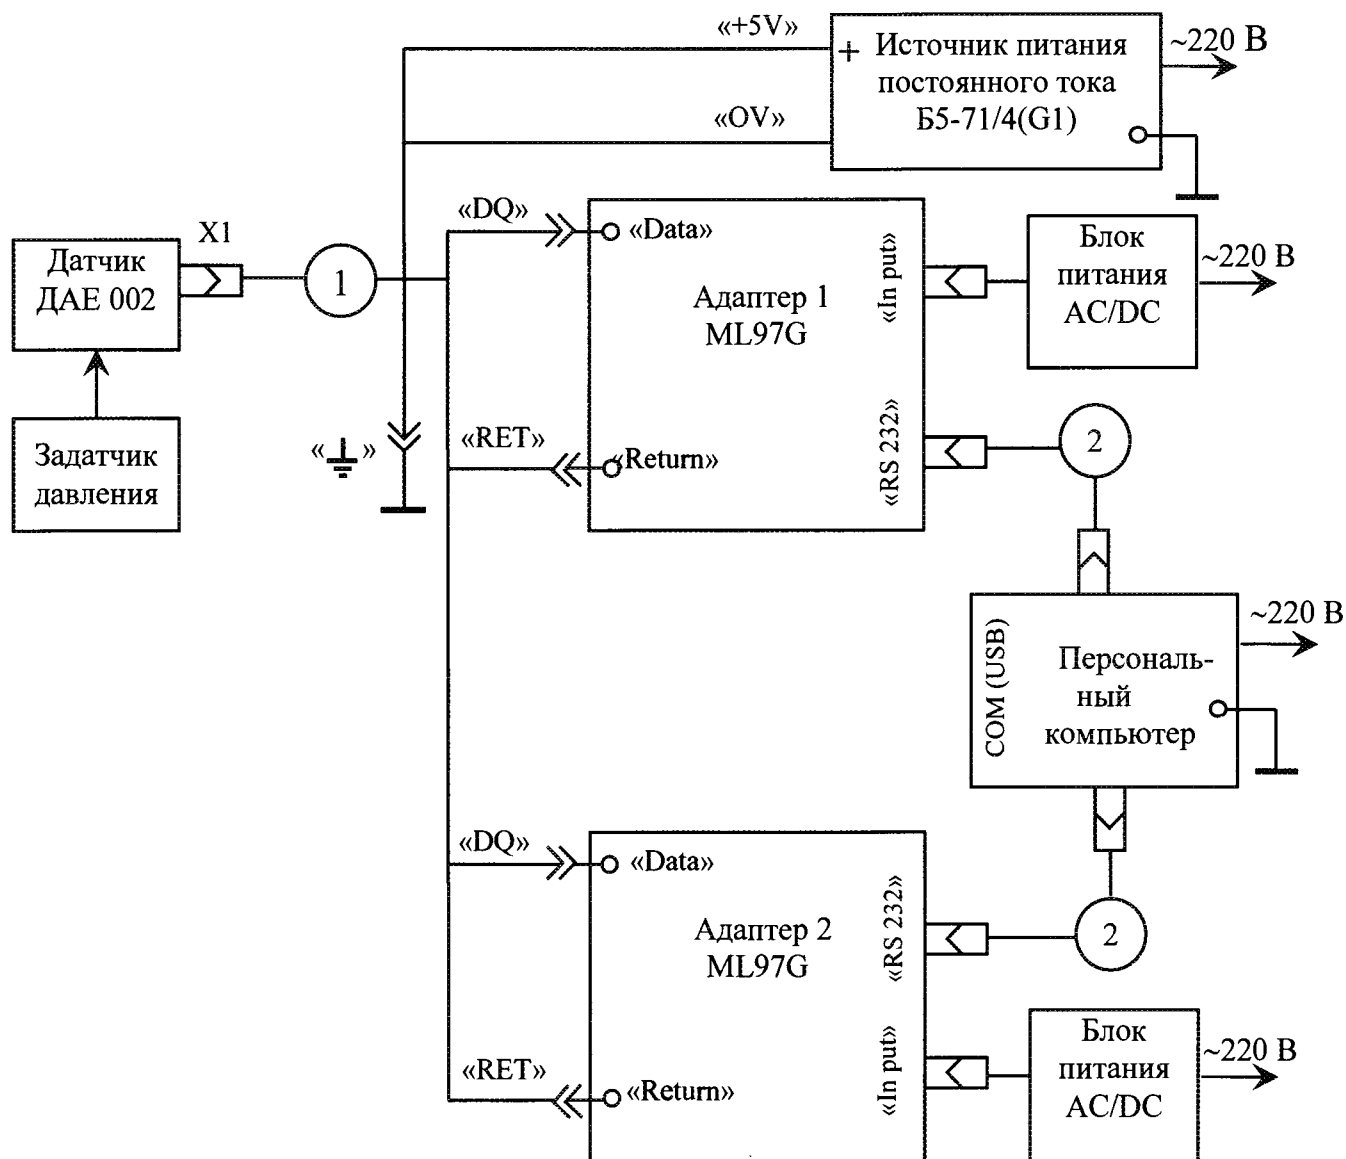 «+5V»
+ Источник питания
постоянного тока
Б5-71/4(G1)
~220 В
«OV»
«DQ»
«Data»
X1
Датчик
ДАЕ 002
1
Адаптер 1
ML97G
«In put»
Блок
питания
AC/DC
~220 В
Задатчик
давления
« »
«RET»
«Return»
«RS 232»
2
COM (USB)
Персональ-
ный
компьютер
~220 В
«DQ»
«Data»
Адаптер 2
ML97G
«RS 232»
2
«RET»
«Return»
«In put»
Блок
питания
AC/DC
~220 В